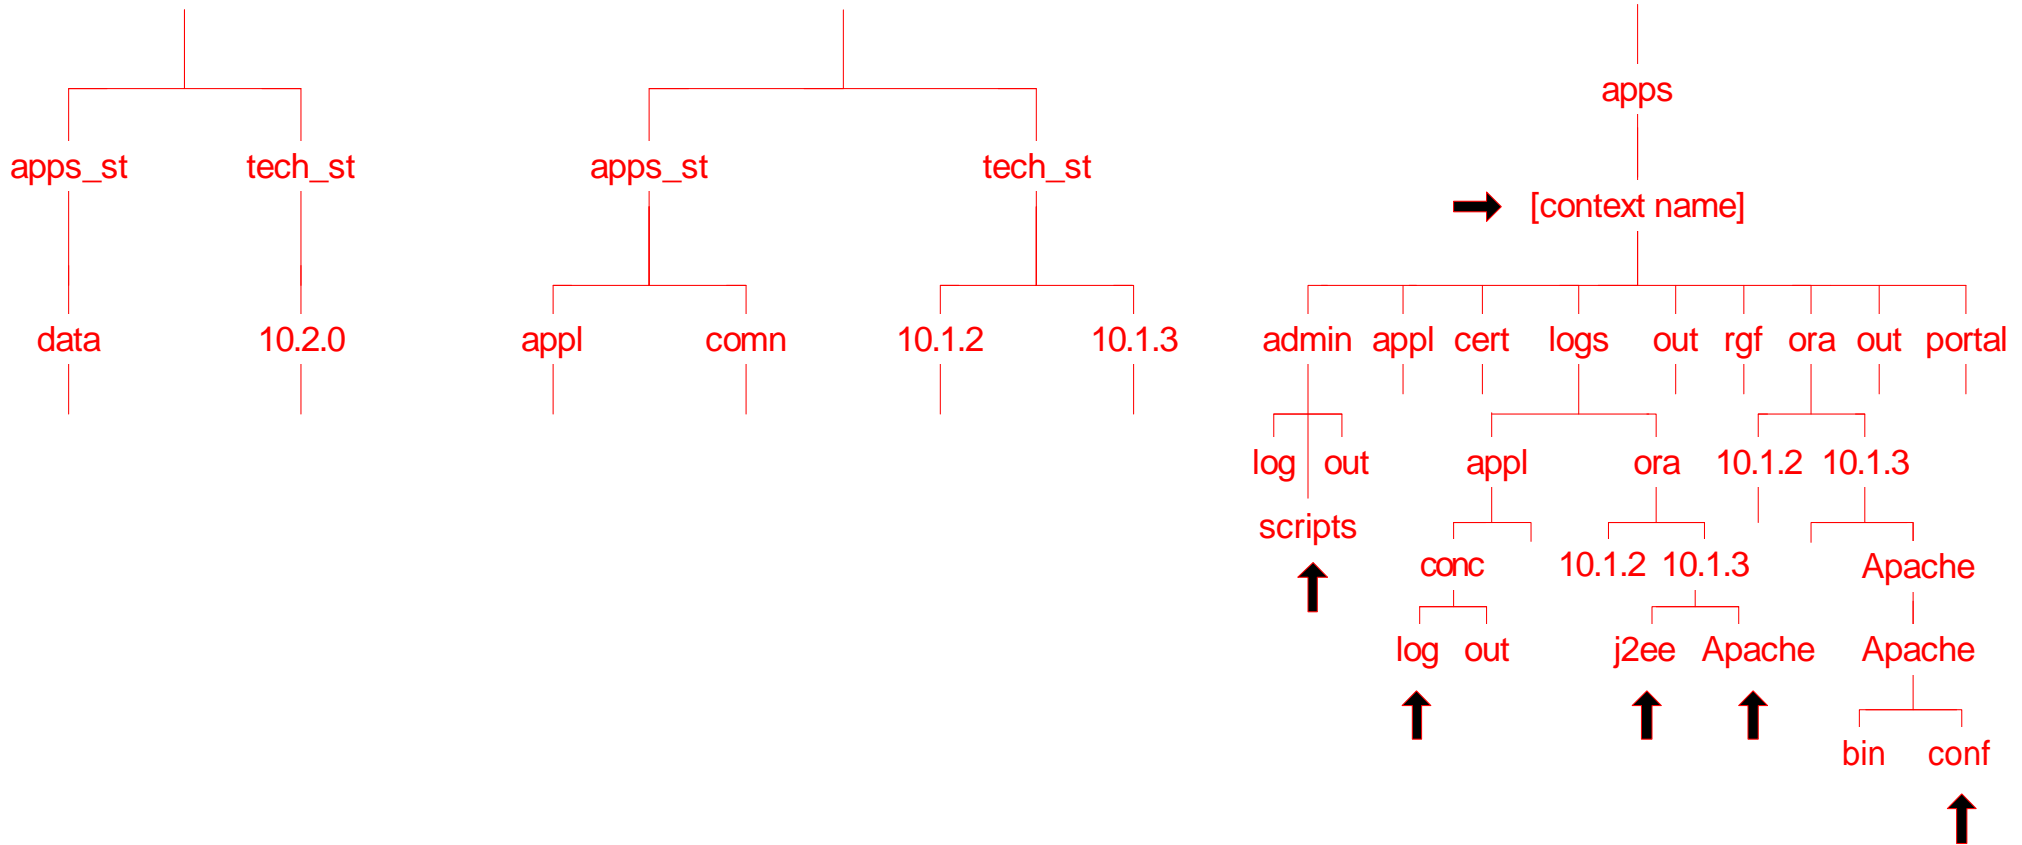 apps
apps_st tech_st apps_st tech_st
[context name]
data 10.2.0 appl comn 10.1.2 10.1.3 admin appl cert logs out rgf ora out portal
log out appl ora 10.1.2 10.1.3
scripts
conc 10.1.2 10.1.3 Apache
log out j2ee Apache Apache
bin conf